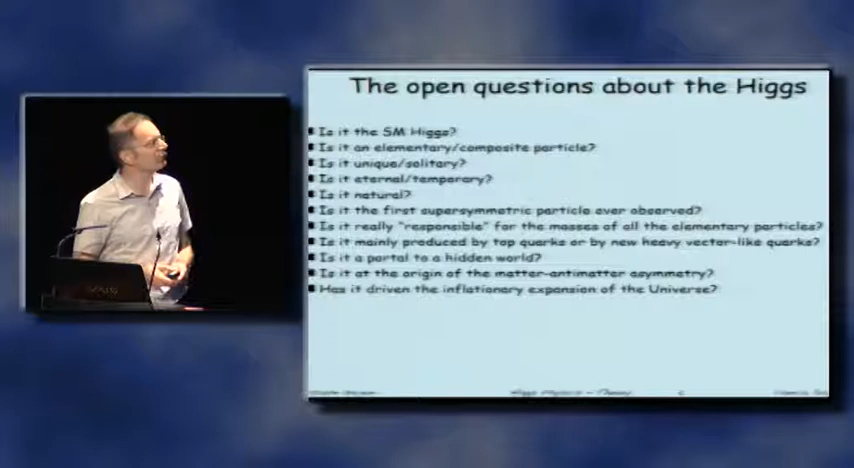 The open questions about the Higgs
Is it the SM Higgs?
Is it an elementary/composite particle?
Is it unique/solitary?
Is it eternal/temporary?
Is it natural?
Is it the first supersymmetric particle ever observed?
Is it really "responsible" for the masses of all the elementary particles?
Is it mainly produced by top quarks or by new heavy vector-like quarks?
Is it a portal to a hidden world?
Is it at the origin of the matter-antimatter asymmetry?
Has it driven the inflationary expansion of the Universe?
Higgs Physics — Theory